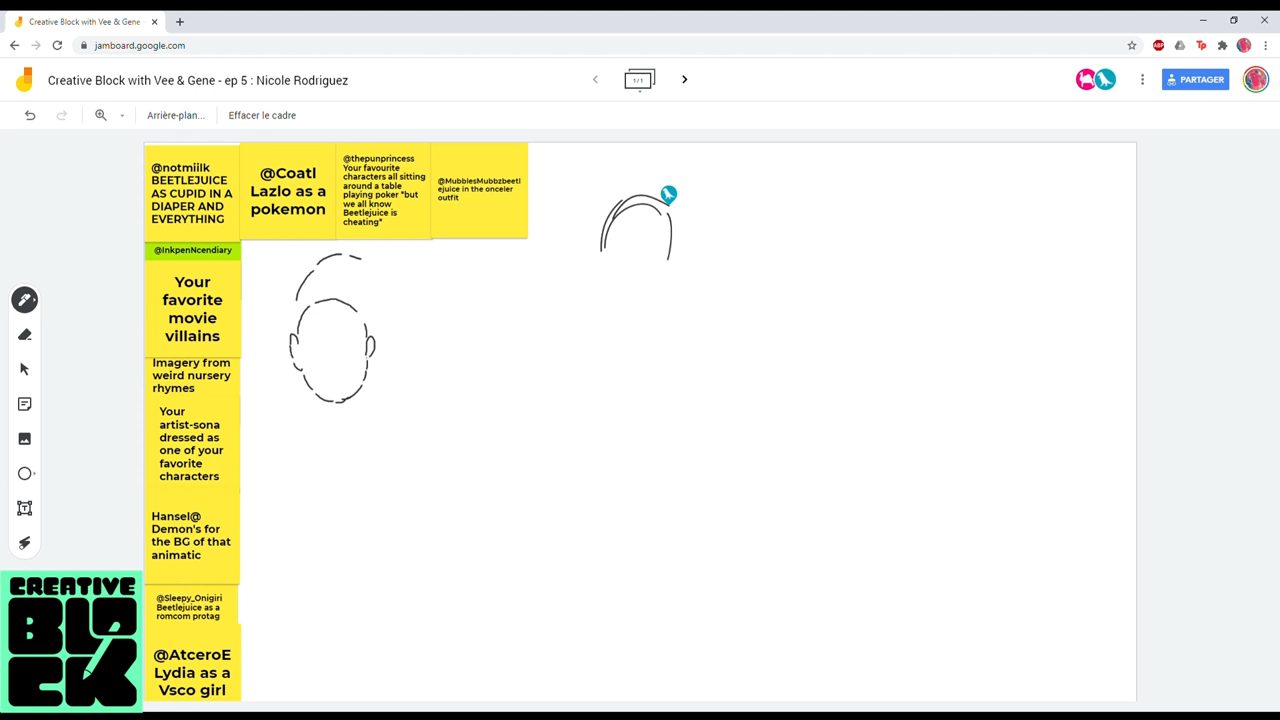 Creative Block with Vee & Gene -
jamboard.google.com
ABP
Tp
Creative Block with Vee & Gene - ep 5 : Nicole Rodriguez
1/1
PARTAGER
Arrière-plan...
Effacer le cadre
@notmiilk
BEETLEJUICE
AS CUPID IN A
DIAPER AND
EVERYTHING
@Coatl
Lazlo as a
pokemon
@thepunprincess
Your favourite
characters all sitting
around a table
playing poker *but
we all know
Beetlejuice is
cheating*
@MubblesMubbzbeetl
ejuice in the onceler
outfit
@InkpenNcendiary
Your
favorite
movie
villains
Imagery from
weird nursery
rhymes
Your
artist-sona
dressed as
one of your
favorite
characters
Hansel@
Demon's for
the BG of that
animatic
@Sleepy_Onigiri
Beetlejuice as a
romcom protag
@AtceroE
Lydia as a
Vsco girl
CREATIVE
BLOCK